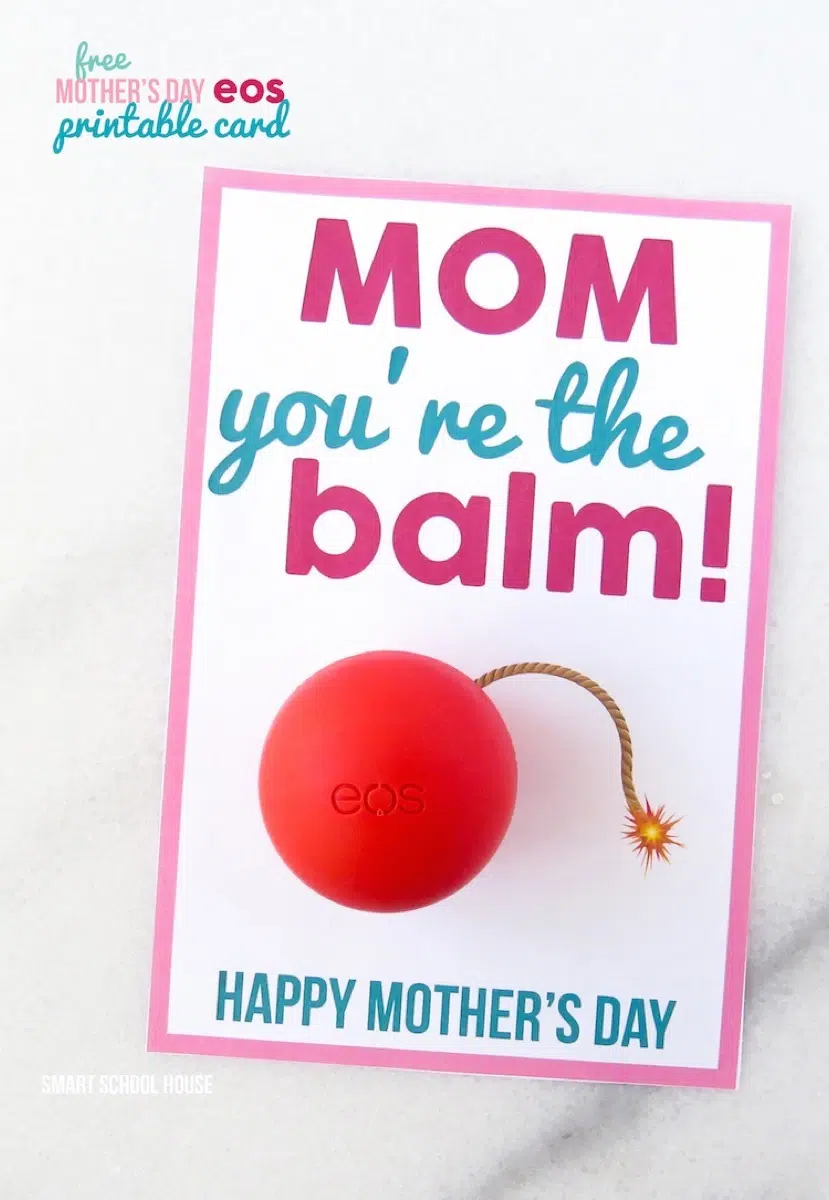 free
MOTHER'S DAY eos
printable card
MOM
you're the
balm!
eos
HAPPY MOTHER'S DAY
SMART SCHOOL HOUSE